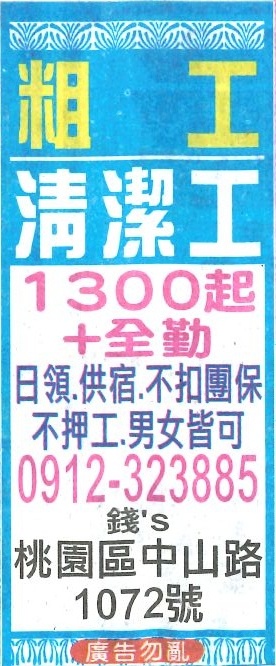 粗工
清潔工
1300起
+全勤
日領.供宿.不扣團保
不押工.男女皆可
0912-323885
錢's
桃園區中山路
1072號
廣告勿亂